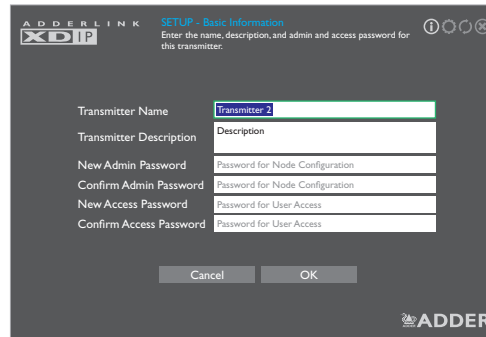 ADDERLINK
XDIP
SETUP - Basic Information
Enter the name, description, and admin and access password for
this transmitter.
Transmitter Name
Transmitter 2
Transmitter Description
Description
New Admin Password
Password for Node Configuration
Confirm Admin Password
Password for Node Configuration
New Access Password
Password for User Access
Confirm Access Password
Password for User Access
Cancel
OK
ADDER